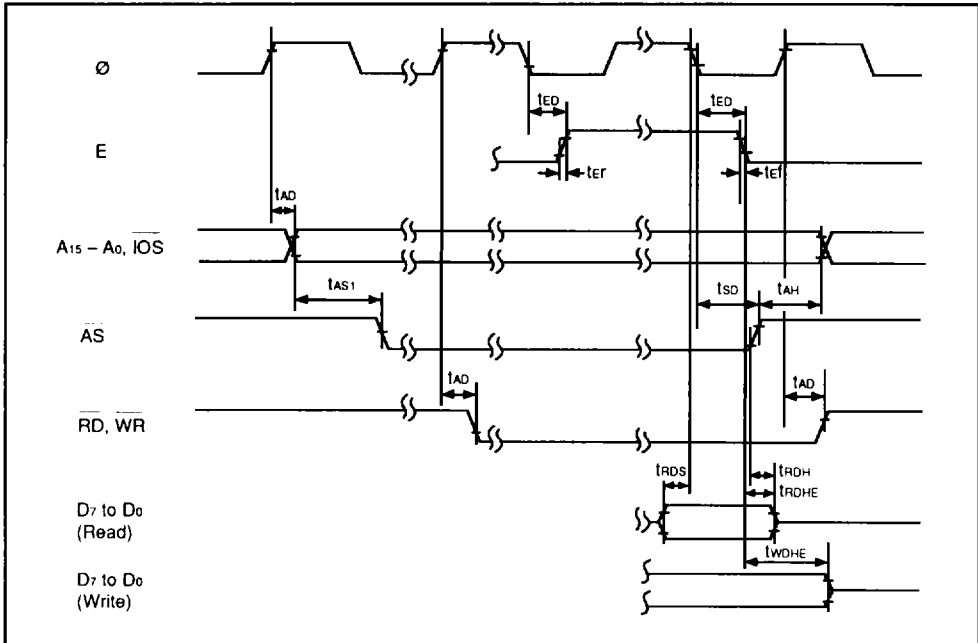 Ø
tED
tED
E
tEr
tEf
tAD
A15 – A0, IOS
tAS1
tSD
tAH
AS
tAD
tAD
RD, WR
tRDS
tRDH
tRDHE
D7 to D0
(Read)
tWDHE
D7 to D0
(Write)